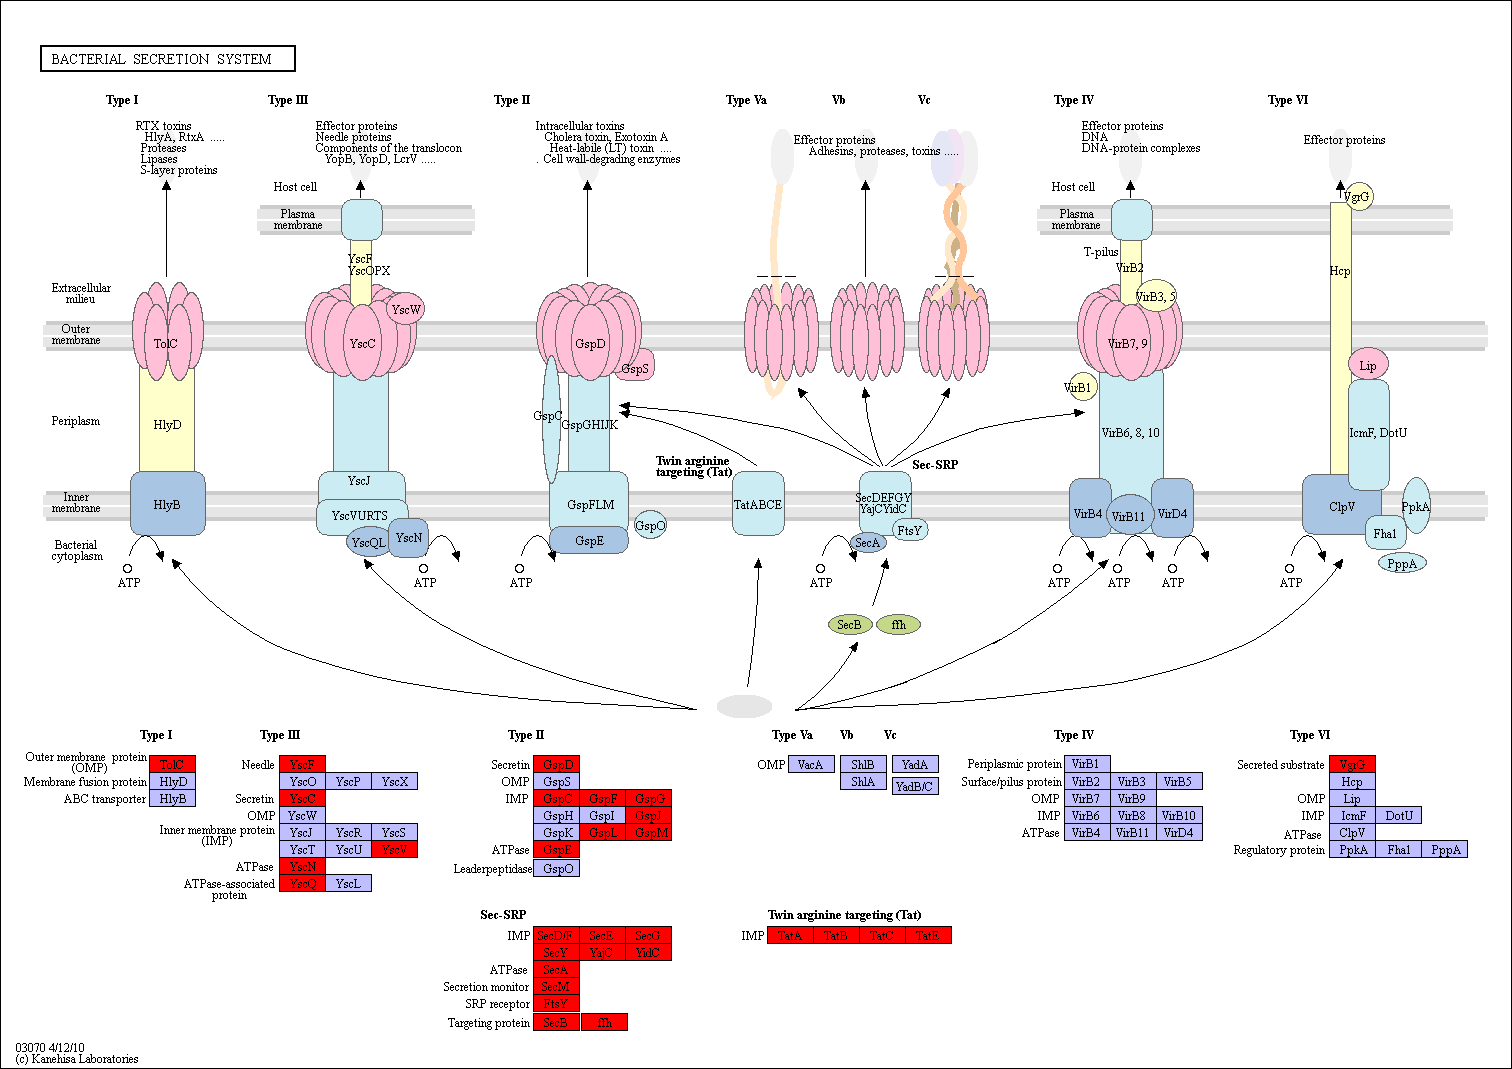 BACTERIAL SECRETION SYSTEM
Type I
Type III
Type II
Type Va
Vb
Vc
Type IV
Type VI
RTX toxins
HlyA, RtxA .....
Proteases
Lipases
S-layer proteins
Effector proteins
Needle proteins
Components of the translocon
YopB, YopD, LcrV .....
Intracellular toxins
Cholera toxin, Exotoxin A
Heat-labile (LT) toxin ....
. Cell wall-degrading enzymes
Effector proteins
Adhesins, proteases, toxins .....
Effector proteins
DNA
DNA-protein complexes
Effector proteins
Host cell
Host cell
VgrG
Plasma
membrane
Plasma
membrane
YscF
YscOPX
T-pilus
VirB2
Hcp
Extracellular
milieu
YscW
VirB3, 5
Outer
membrane
TolC
YscC
GspD
GspS
VirB7, 9
Lip
VirB1
Periplasm
HlyD
GspC
GspGHIJK
VirB6, 8, 10
IcmF, DotU
Twin arginine
targeting (Tat)
Sec-SRP
Inner
membrane
HlyB
YscJ
YscVURTS
GspFLM
GspO
TatABCE
SecDEFGY
YajCYidC
FtsY
VirB4
VirB11
VirD4
ClpV
PpkA
Fha1
Bacterial
cytoplasm
YscQL
YscN
GspE
SecA
PppA
ATP
ATP
ATP
ATP
ATP
ATP
ATP
ATP
SecB
ffh
Type I
Type III
Type II
Type Va
Vb
Vc
Type IV
Type VI
Outer membrane protein
(OMP)
TolC
Membrane fusion protein
HlyD
ABC transporter
HlyB
Needle
YscF
YscO YscP YscX
Secretin
YscC
OMP
YscW
Inner membrane protein
(IMP)
YscJ YscR YscS
YscT YscU YscV
ATPase
YscN
ATPase-associated
protein
YscQ YscL
Secretin
GspD
OMP
GspS
IMP
GspC GspF GspG
GspH GspI GspJ
GspK GspL GspM
ATPase
GspE
Leaderpeptidase
GspO
OMP
VacA
ShlB
ShlA
YadA
YadB/C
Periplasmic protein
VirB1
Surface/pilus protein
VirB2 VirB3 VirB5
OMP
VirB7 VirB9
IMP
VirB6 VirB8 VirB10
ATPase
VirB4 VirB11 VirD4
Secreted substrate
VgrG
Hcp
OMP
Lip
IMP
IcmF DotU
ATPase
ClpV
Regulatory protein
PpkA Fha1 PppA
Sec-SRP
IMP
SecD/F SecE SecG
SecY YajC YidC
ATPase
SecA
Secretion monitor
SecM
SRP receptor
FtsY
Targeting protein
SecB ffh
Twin arginine targeting (Tat)
IMP
TatA TatB TatC TatE
03070 4/12/10
(c) Kanehisa Laboratories